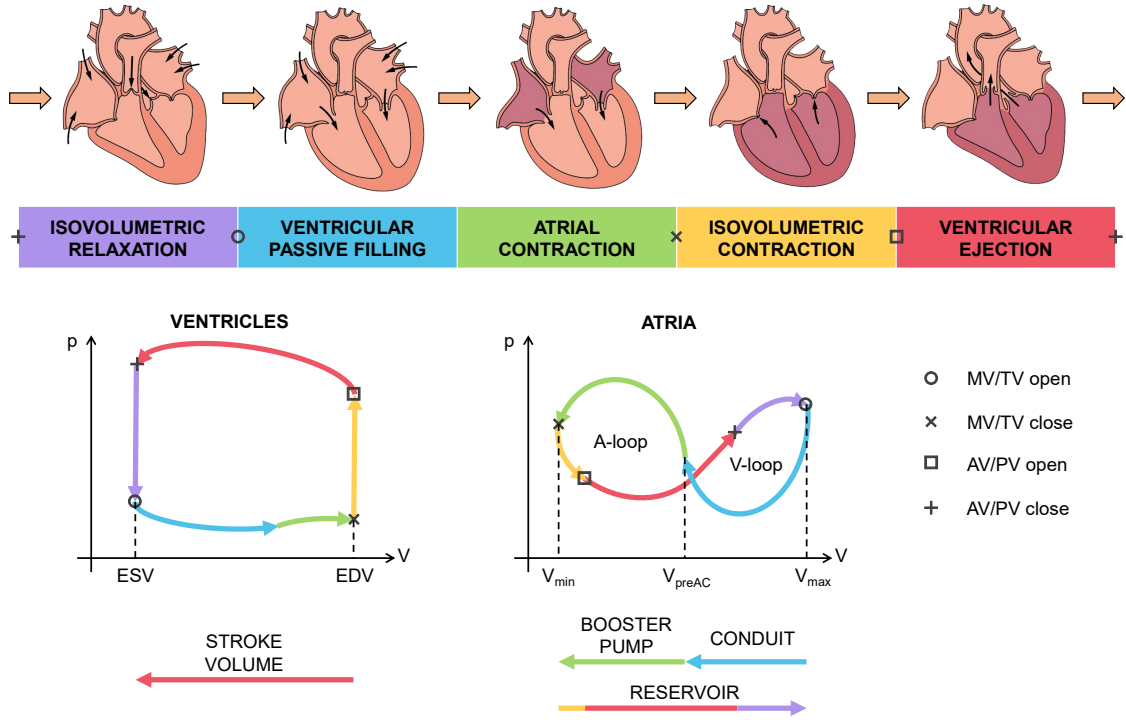 ISOVOLUMETRIC
RELAXATION
VENTRICULAR
PASSIVE FILLING
ATRIAL
CONTRACTION
ISOVOLUMETRIC
CONTRACTION
VENTRICULAR
EJECTION
VENTRICLES
p
V
ESV
EDV
STROKE
VOLUME
ATRIA
p
A-loop
V-loop
V
Vmin
VpreAC
Vmax
BOOSTER
PUMP
CONDUIT
RESERVOIR
MV/TV open
MV/TV close
AV/PV open
AV/PV close